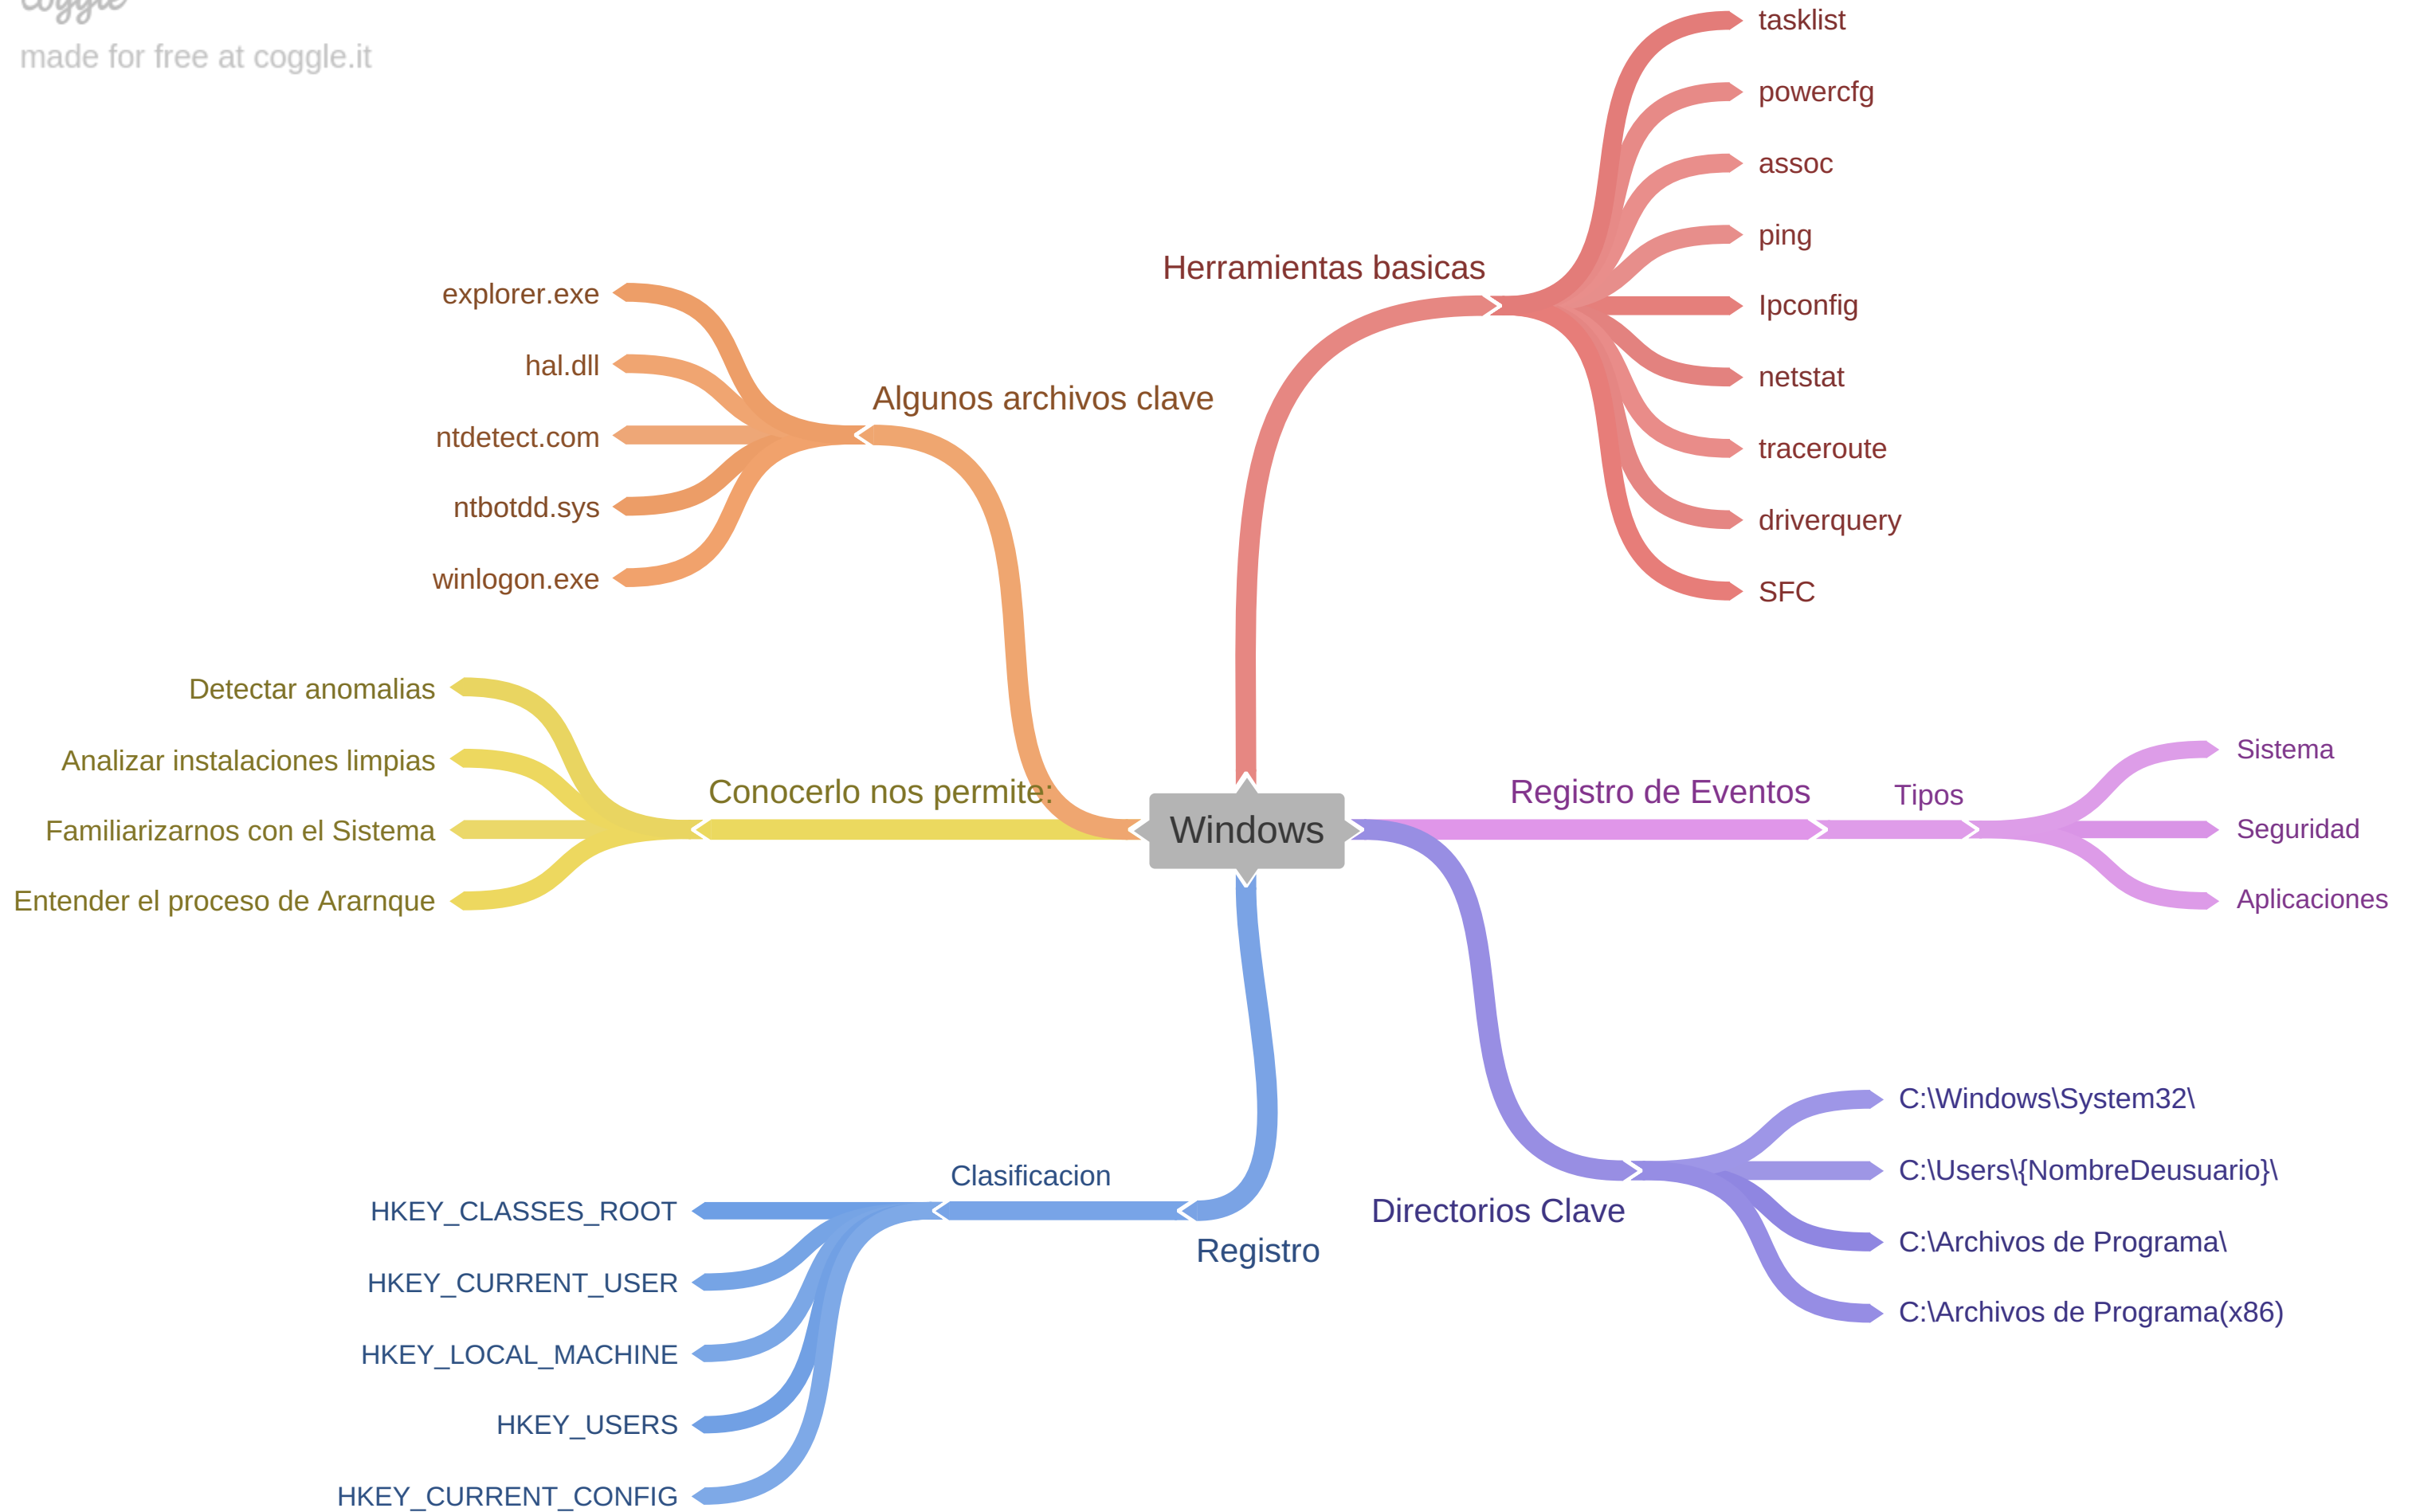 coggle
made for free at coggle.it
Herramientas basicas
tasklist
powercfg
assoc
ping
Ipconfig
netstat
traceroute
driverquery
SFC
Algunos archivos clave
explorer.exe
hal.dll
ntdetect.com
ntbotdd.sys
winlogon.exe
Conocerlo nos permite:
Detectar anomalias
Analizar instalaciones limpias
Familiarizarnos con el Sistema
Entender el proceso de Ararnque
Windows
Registro de Eventos
Tipos
Sistema
Seguridad
Aplicaciones
Directorios Clave
C:\Windows\System32\
C:\Users\{NombreDeusuario}\
C:\Archivos de Programa\
C:\Archivos de Programa(x86)
Registro
Clasificacion
HKEY_CLASSES_ROOT
HKEY_CURRENT_USER
HKEY_LOCAL_MACHINE
HKEY_USERS
HKEY_CURRENT_CONFIG